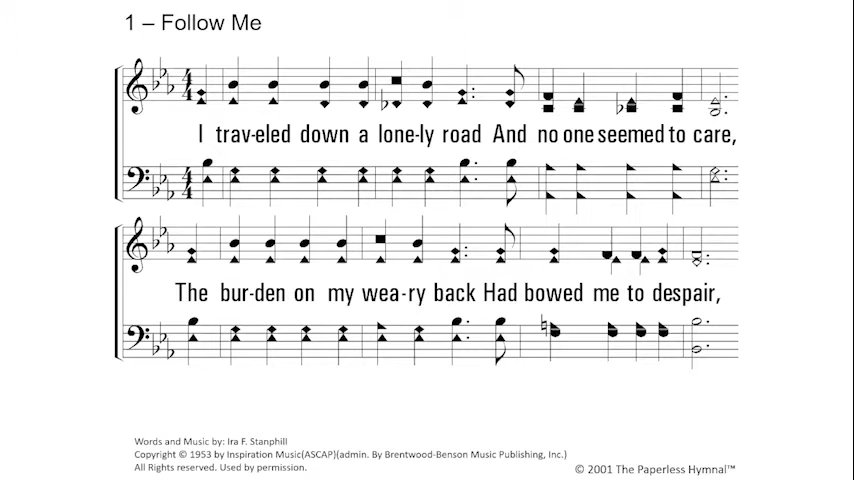 1 – Follow Me
I trav-eled down a lone-ly road And no one seemed to care,
The bur-den on my wea-ry back Had bowed me to despair,
Words and Music by: Ira F. Stanphill
Copyright © 1953 by Inspiration Music(ASCAP)(admin. By Brentwood-Benson Music Publishing, Inc.)
All Rights reserved. Used by permission.
© 2001 The Paperless Hymnal™